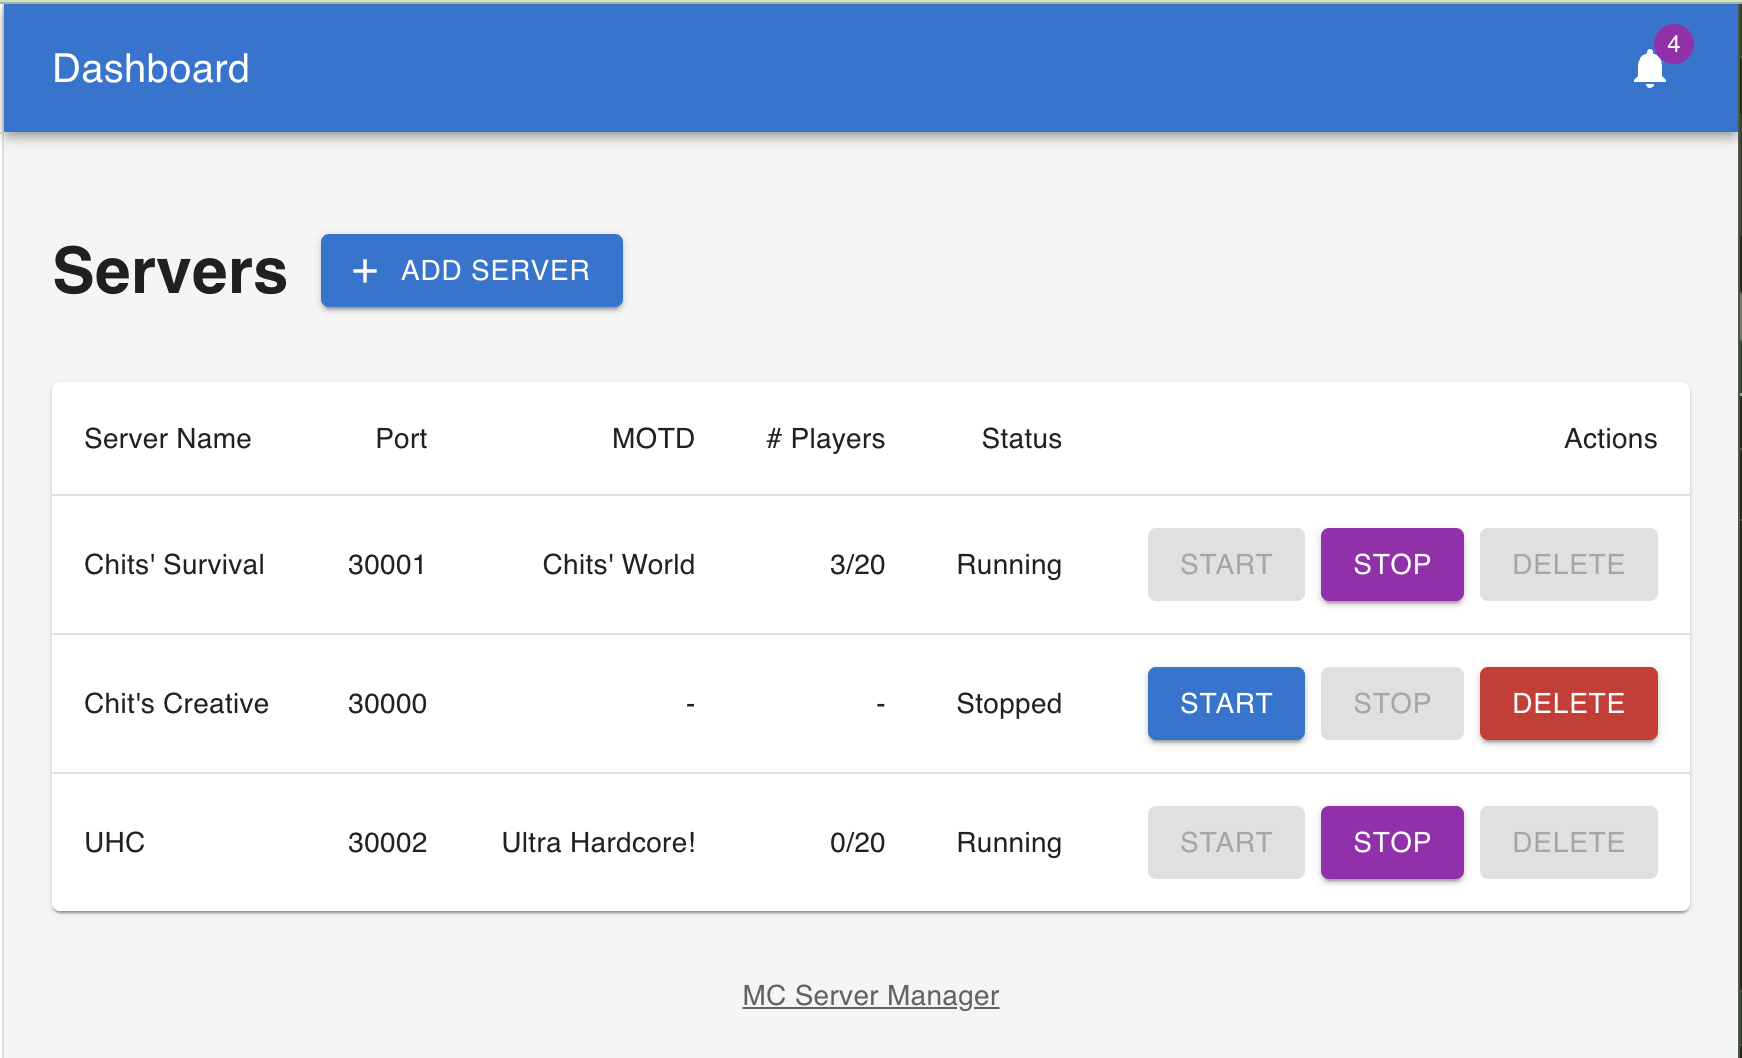 Dashboard 4
Servers + ADD SERVER
Server Name Port MOTD # Players Status Actions
Chits' Survival 30001 Chits' World 3/20 Running START STOP DELETE
Chit's Creative 30000 - - Stopped START STOP DELETE
UHC 30002 Ultra Hardcore! 0/20 Running START STOP DELETE
MC Server Manager